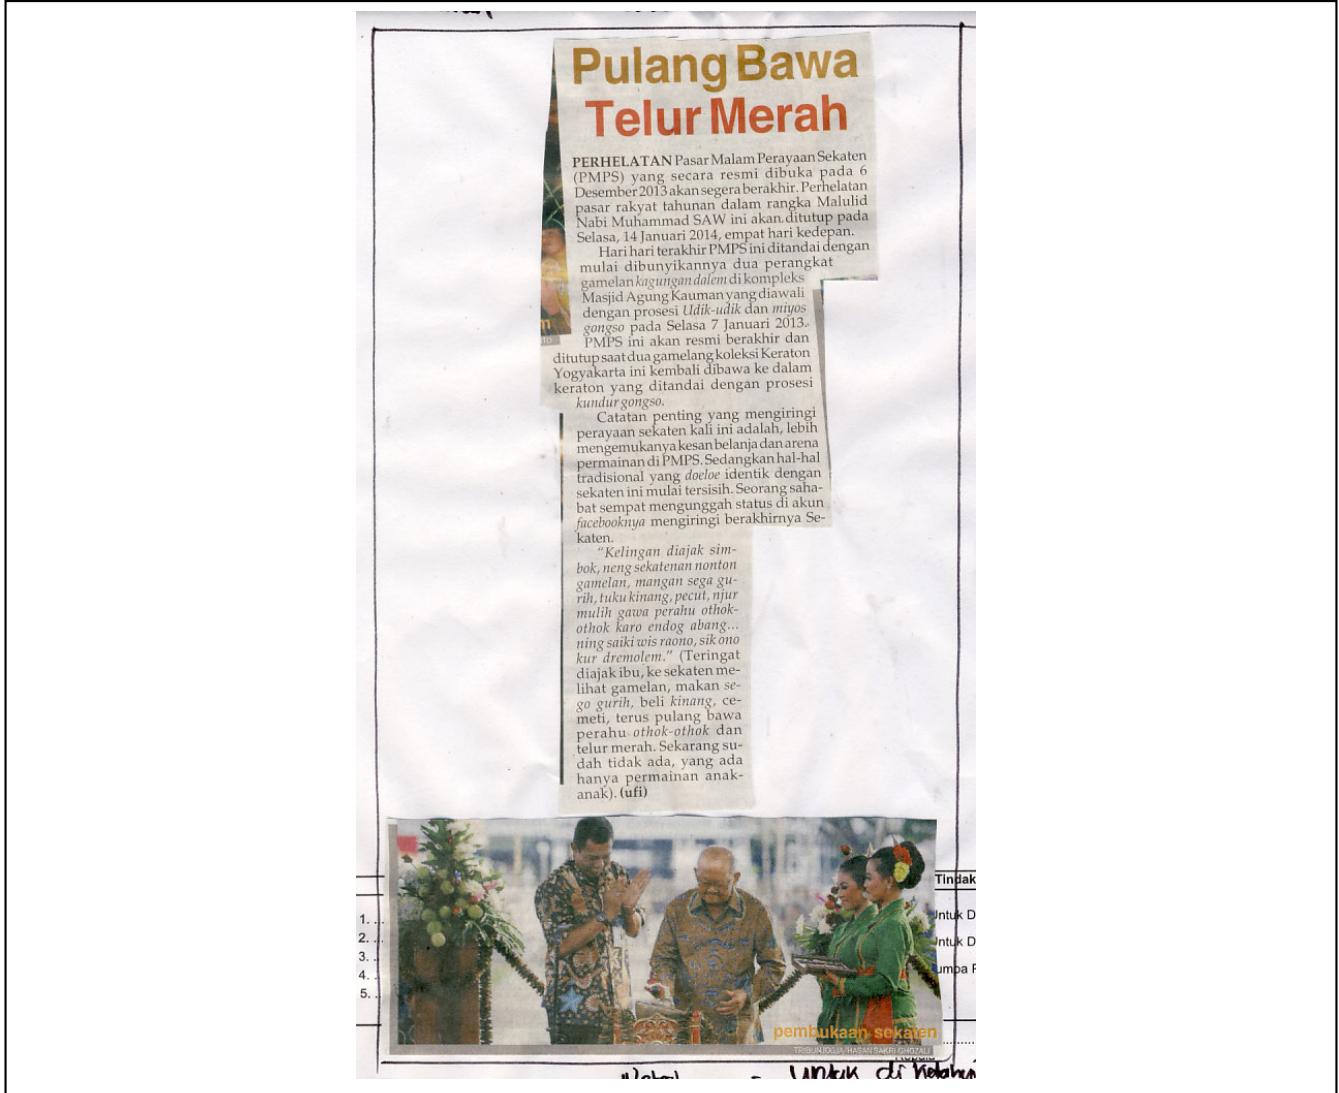 Pulang Bawa
Telur Merah
PERHELATAN Pasar Malam Perayaan Sekaten
(PMPS) yang secara resmi dibuka pada 6
Desember 2013 akan segera berakhir. Perhelatan
pasar rakyat tahunan dalam rangka Malulid
Nabi Muhammad SAW ini akan ditutup pada
Selasa, 14 Januari 2014, empat hari kedepan.
Hari hari terakhir PMPS ini ditandai dengan
mulai dibunyikannya dua perangkat
gamelan kagungan dalem di kompleks
Masjid Agung Kauman yang diawali
dengan prosesi Udik-udik dan miyos
gongso pada Selasa 7 Januari 2013.
PMPS ini akan resmi berakhir dan
ditutup saat dua gamelang koleksi Keraton
Yogyakarta ini kembali dibawa ke dalam
keraton yang ditandai dengan prosesi
kundur gongso.
Catatan penting yang mengiringi
perayaan sekaten kali ini adalah, lebih
mengemukanya kesan belanja dan arena
permainan di PMPS. Sedangkan hal-hal
tradisional yang doeloe identik dengan
sekaten ini mulai tersisih. Seorang saha-
bat sempat mengunggah status di akun
facebooknya mengiringi berakhirnya Se-
katen.
"Kelingan diajak sim-
bok, neng sekatenan nonton
gamelan, mangan sega gu-
rih, tuku kinang, pecut, njur
mulih gawa perahu othok-
othok karo endog abang...
ning saiki wis raono, sik ono
kur dremolem." (Teringat
diajak ibu, ke sekaten me-
lihat gamelan, makan se-
go gurih, beli kinang, ce-
meti, terus pulang bawa
perahu othok-othok dan
telur merah. Sekarang su-
dah tidak ada, yang ada
hanya permainan anak-
anak). (ufi)
Tindak
1. ..
Untuk D
2. ..
Untuk D
3. .
umpa P
4. .
5. .
pembukaan sekaten
TRIBUN JOGJA/HASAN SAKRI GHOZALI
untuk di